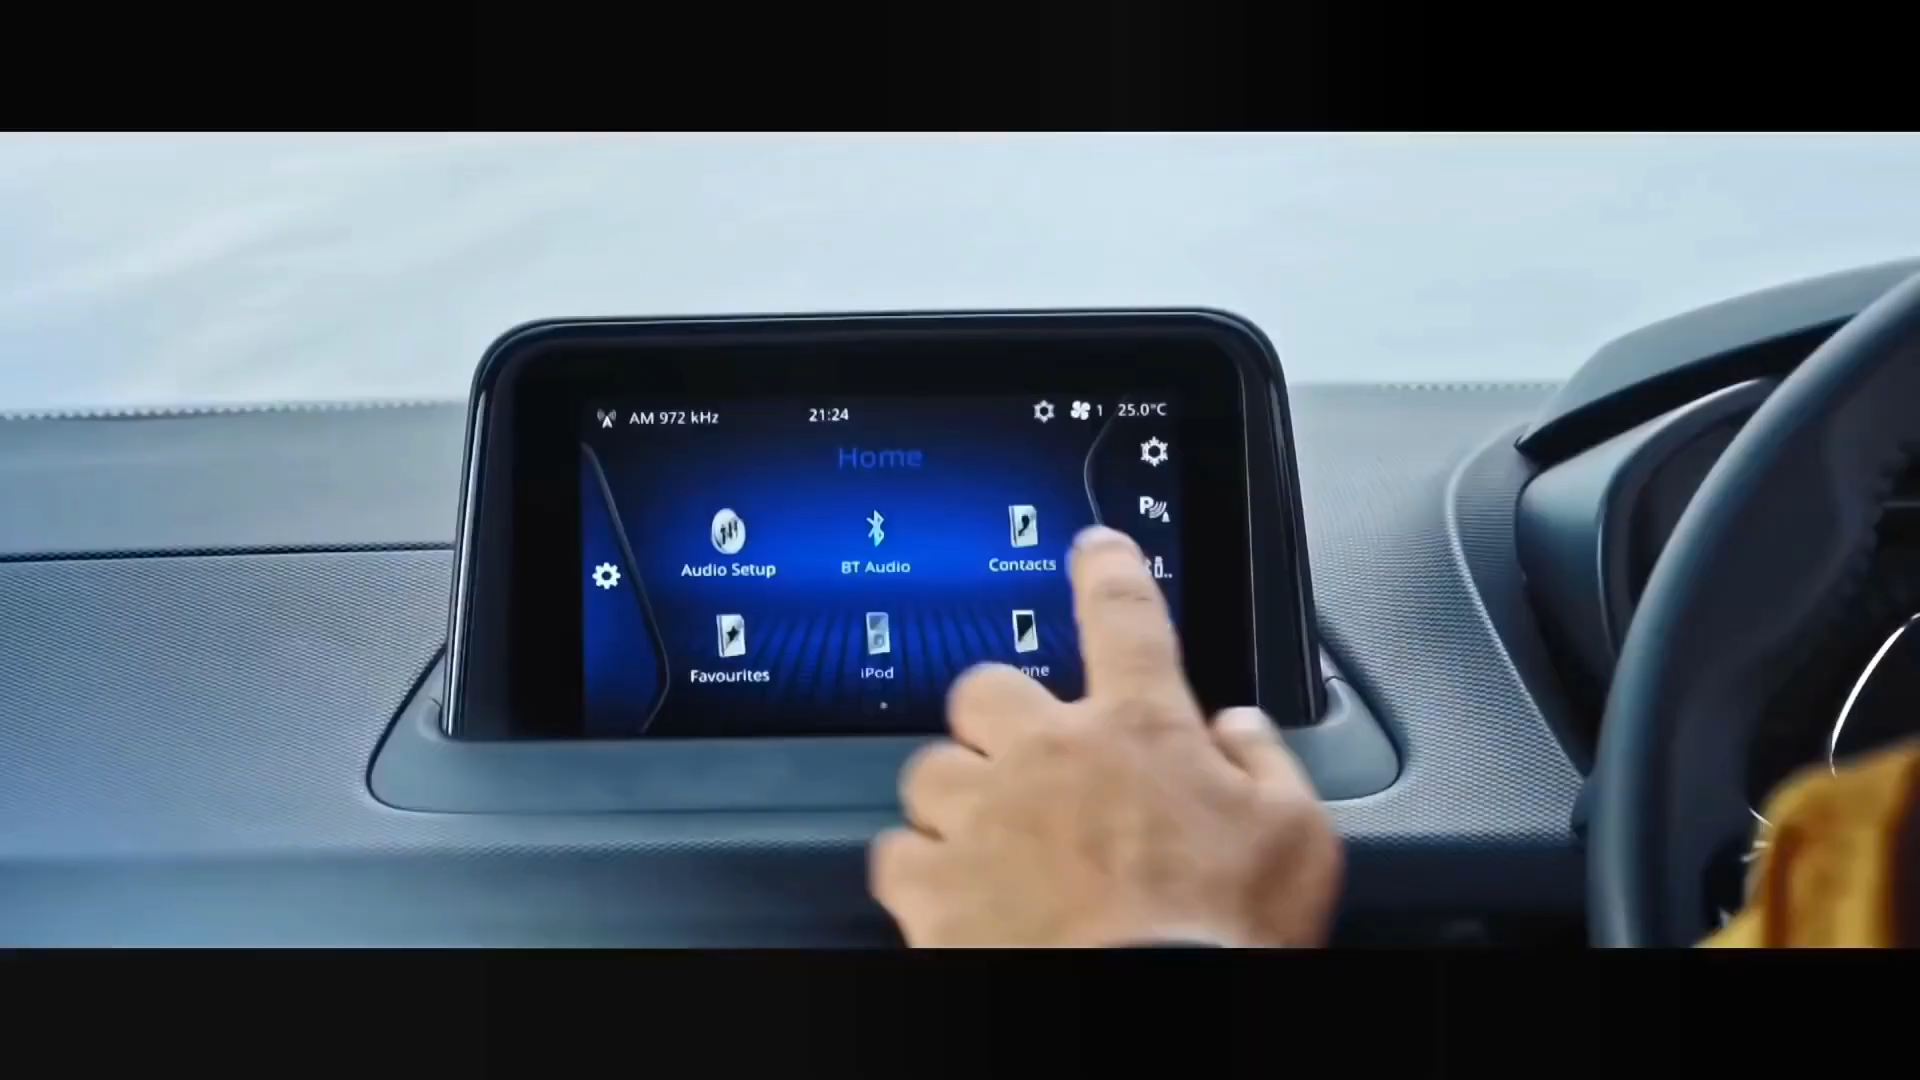 AM 972 kHz 21:24 1 25.0°C
Home
P
Audio Setup BT Audio Contacts
Favourites iPod